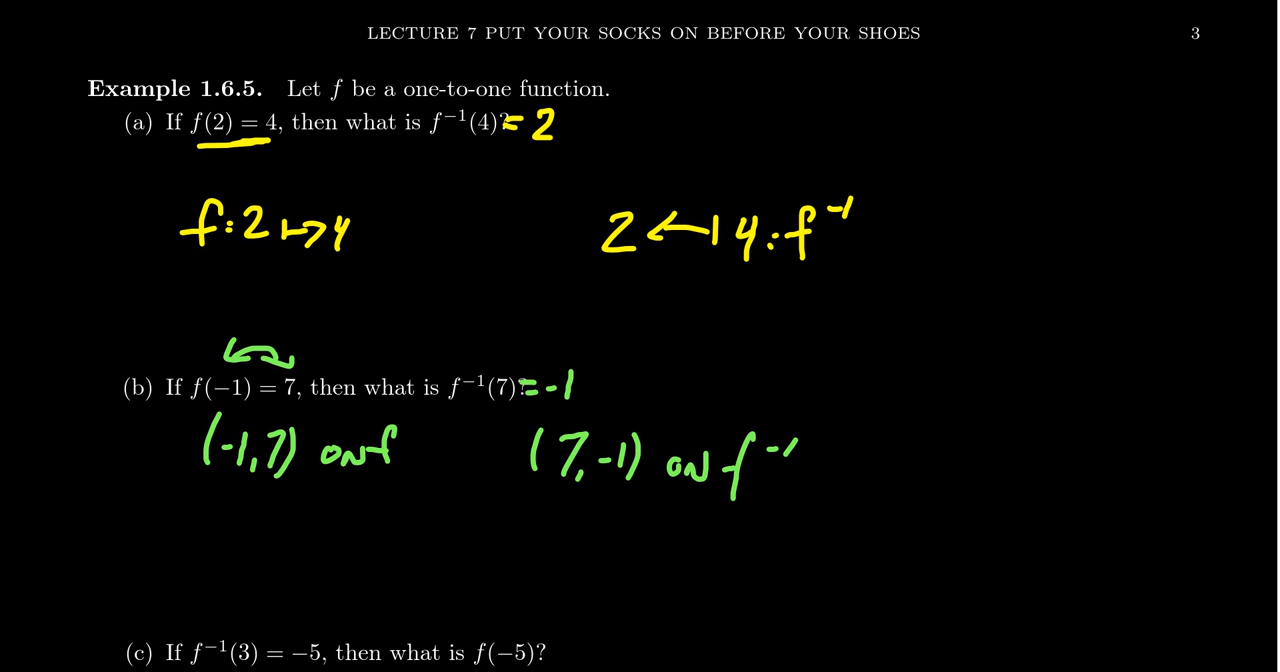 LECTURE 7 PUT YOUR SOCKS ON BEFORE YOUR SHOES 3
Example 1.6.5. Let f be a one-to-one function.
(a) If f(2) = 4, then what is f⁻¹(4)? = 2
f: 2 ↦ 4 2 ↤ 4 : f⁻¹
(b) If f(−1) = 7, then what is f⁻¹(7)? = -1
(-1, 7) on f (7, -1) on f⁻¹
(c) If f⁻¹(3) = −5, then what is f(−5)?